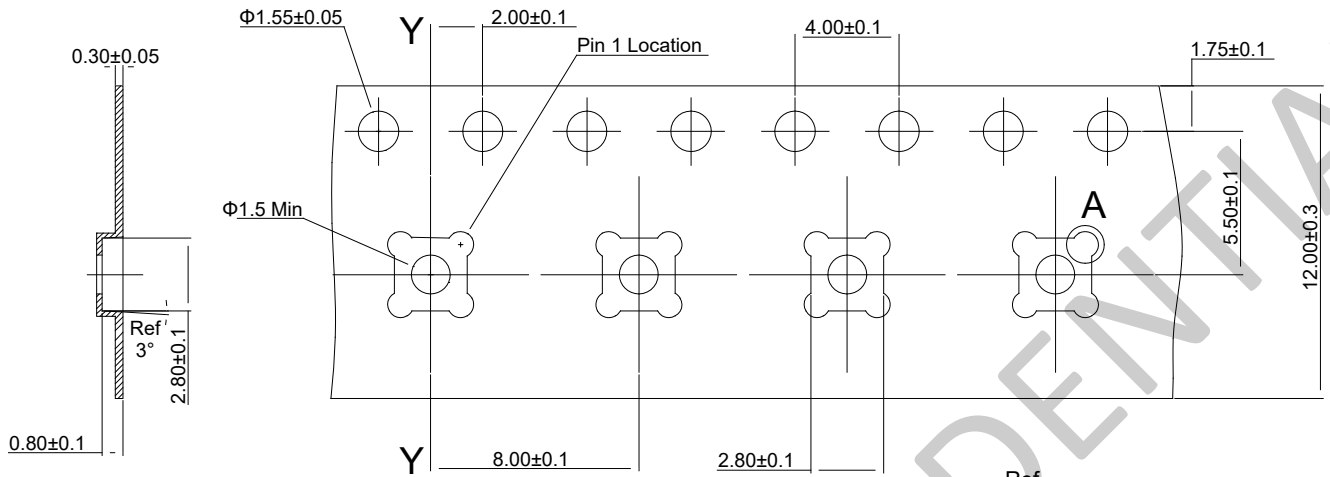 Φ1.55±0.05
Y
2.00±0.1
4.00±0.1
Pin 1 Location
1.75±0.1
0.30±0.05
A
Φ1.5 Min
5.50±0.1
12.00±0.3
Ref
3°
2.80±0.1
0.80±0.1
Y
8.00±0.1
2.80±0.1
Ref
DENTIA